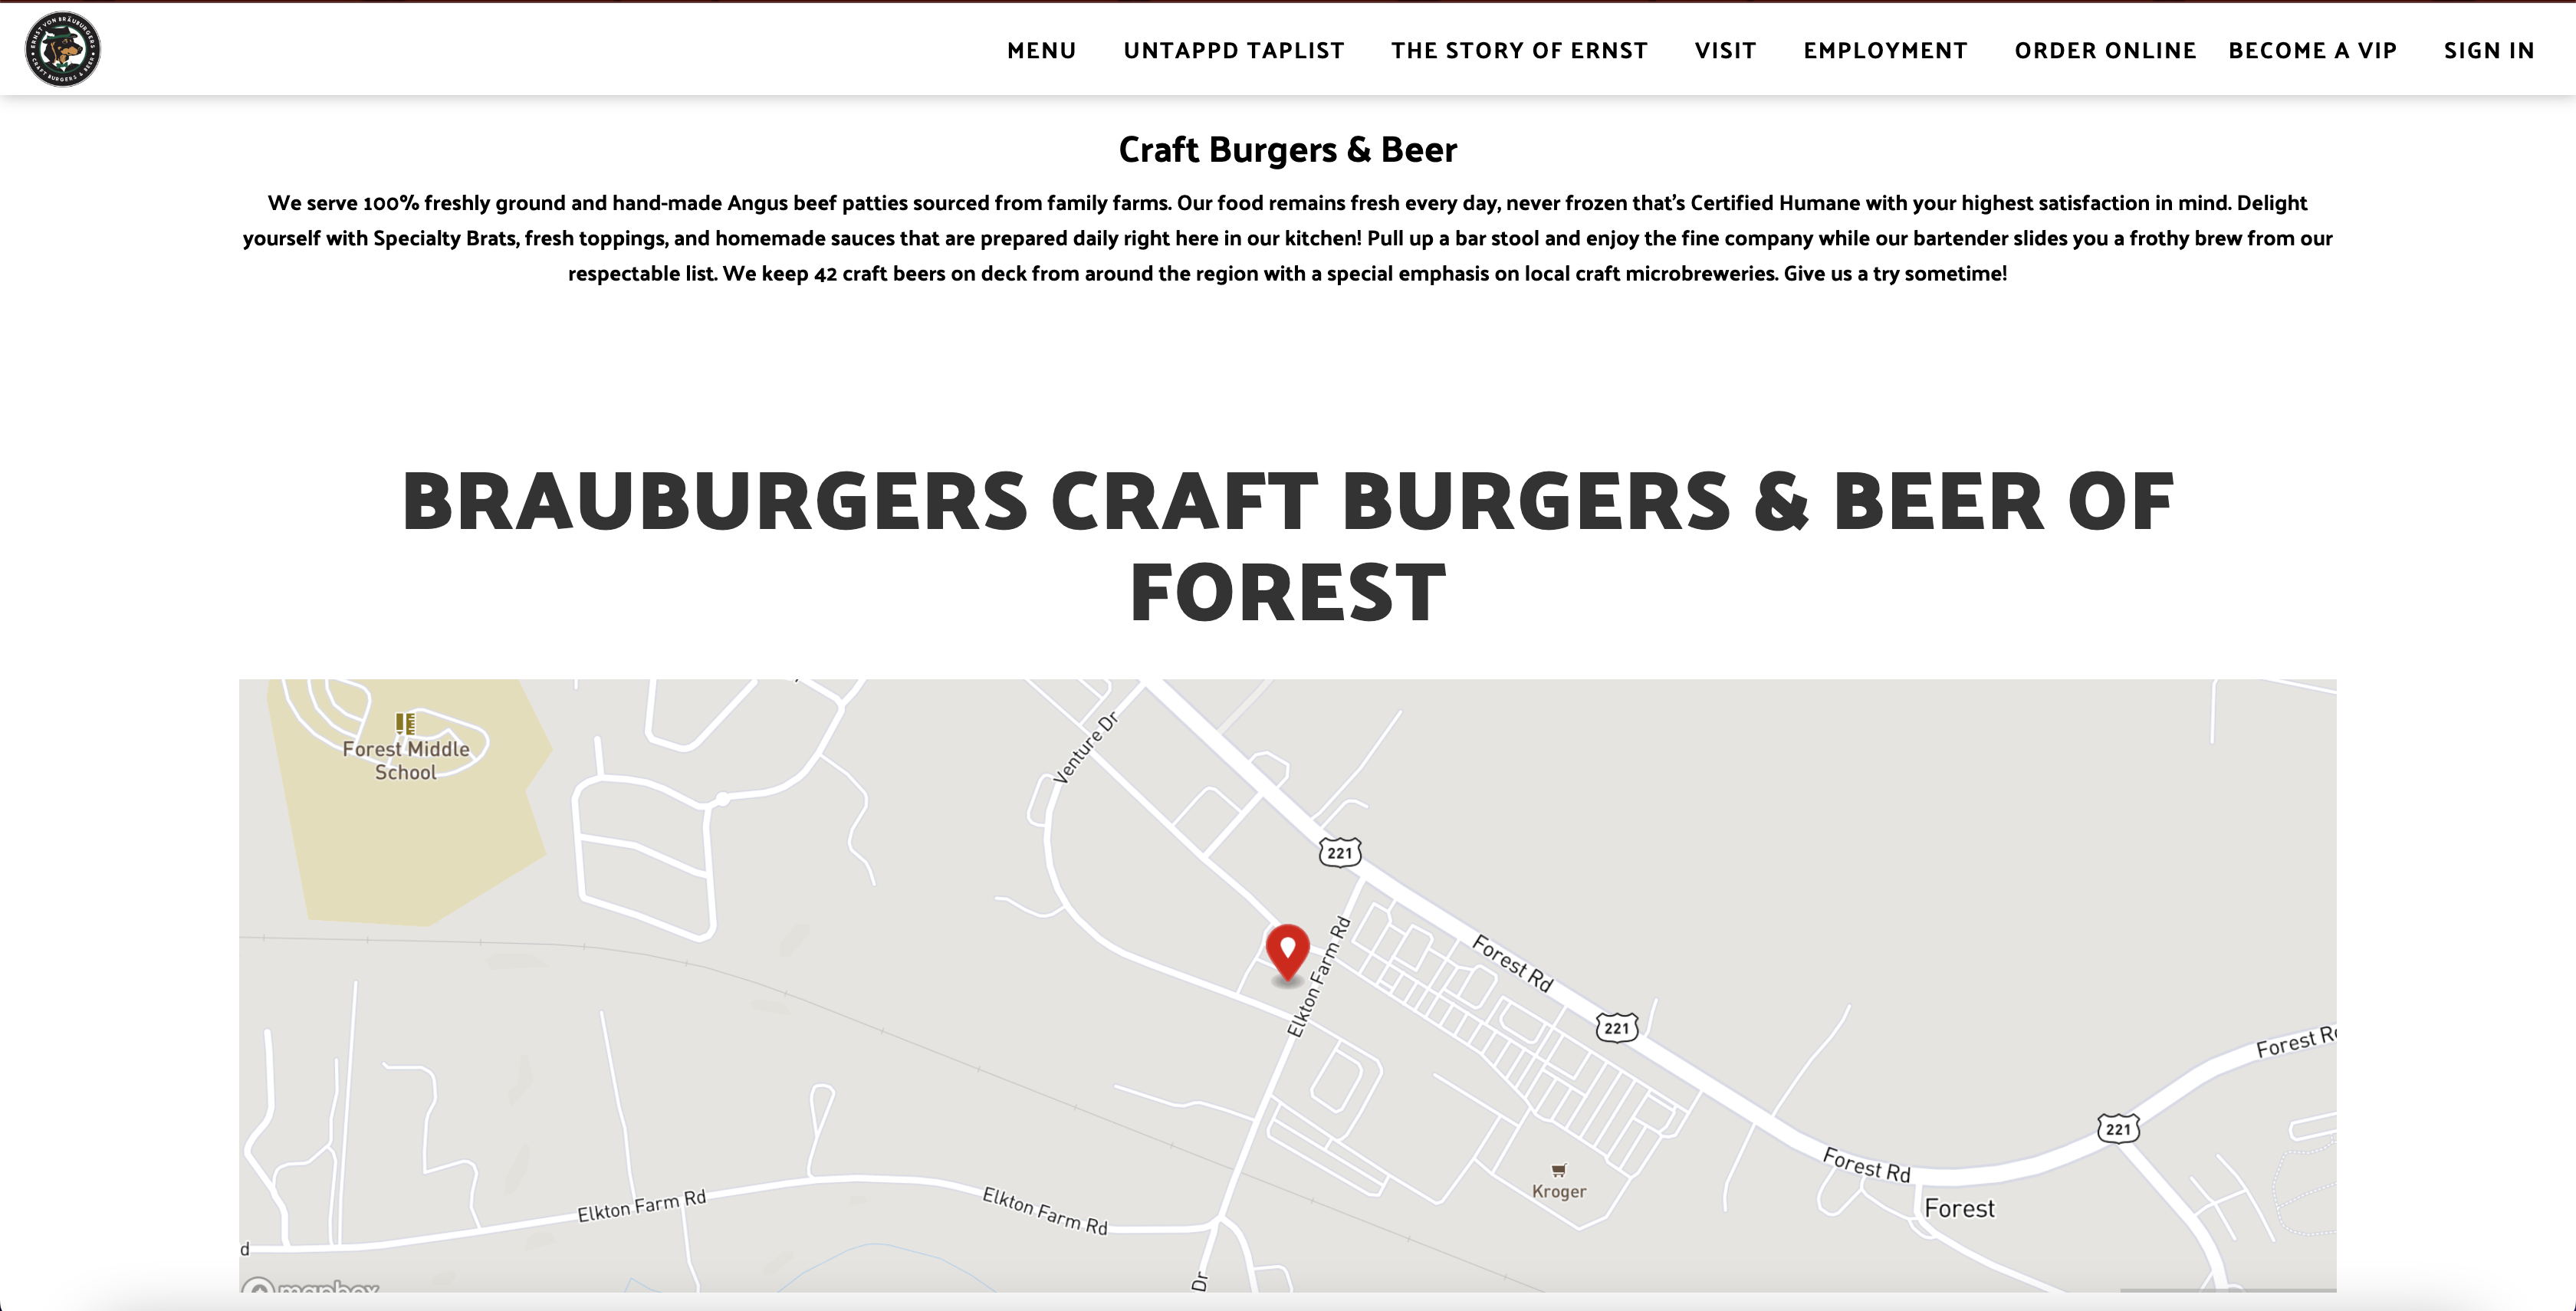 ERNST VON BRÄUBURGERS
CRAFT BURGERS & BEER
MENU UNTAPPD TAPLIST THE STORY OF ERNST VISIT EMPLOYMENT ORDER ONLINE BECOME A VIP SIGN IN
Craft Burgers & Beer
We serve 100% freshly ground and hand-made Angus beef patties sourced from family farms. Our food remains fresh every day, never frozen that's Certified Humane with your highest satisfaction in mind. Delight
yourself with Specialty Brats, fresh toppings, and homemade sauces that are prepared daily right here in our kitchen! Pull up a bar stool and enjoy the fine company while our bartender slides you a frothy brew from our
respectable list. We keep 42 craft beers on deck from around the region with a special emphasis on local craft microbreweries. Give us a try sometime!
BRAUBURGERS CRAFT BURGERS & BEER OF
FOREST
Forest Middle
School
Venture Dr
221
Elkton Farm Rd
Forest Rd
221
Forest Rd
221
Forest Rd
Kroger
Forest
Elkton Farm Rd
Elkton Farm Rd
d
Dr
mapbox